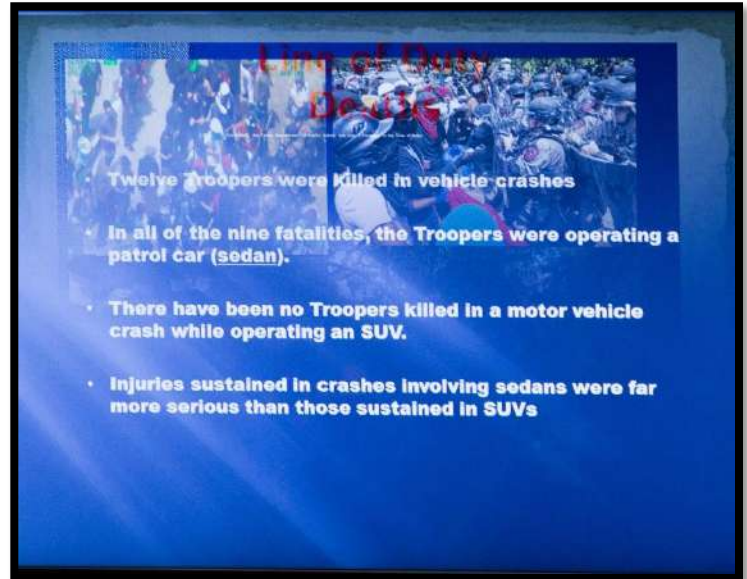 Line of Duty
Deaths
• Twelve Troopers were Killed in vehicle crashes
• In all of the nine fatalities, the Troopers were operating a
patrol car (sedan).
• There have been no Troopers killed in a motor vehicle
crash while operating an SUV.
• Injuries sustained in crashes involving sedans were far
more serious than those sustained in SUVs